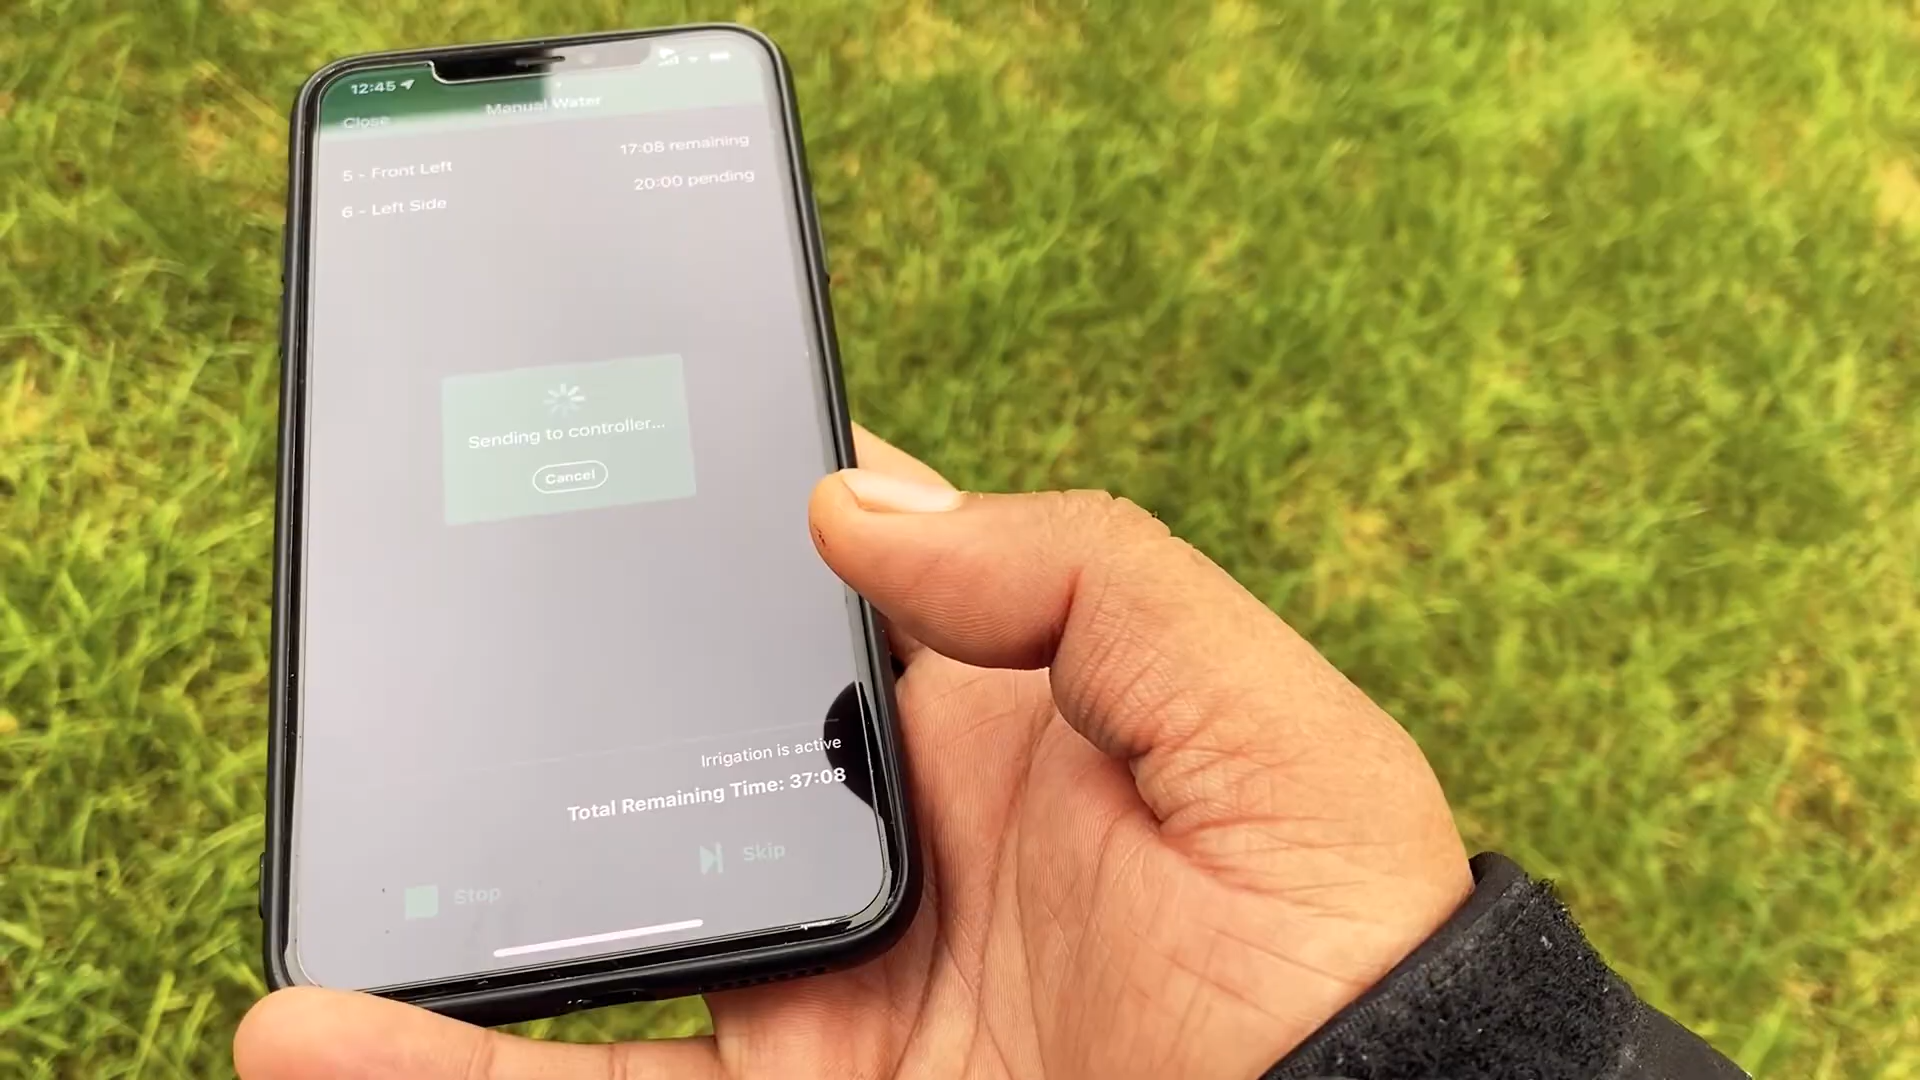 12:45
Close Manual Water
5 - Front Left 17:08 remaining
6 - Left Side 20:00 pending
Sending to controller...
Cancel
Irrigation is active
Total Remaining Time: 37:08
Stop Skip